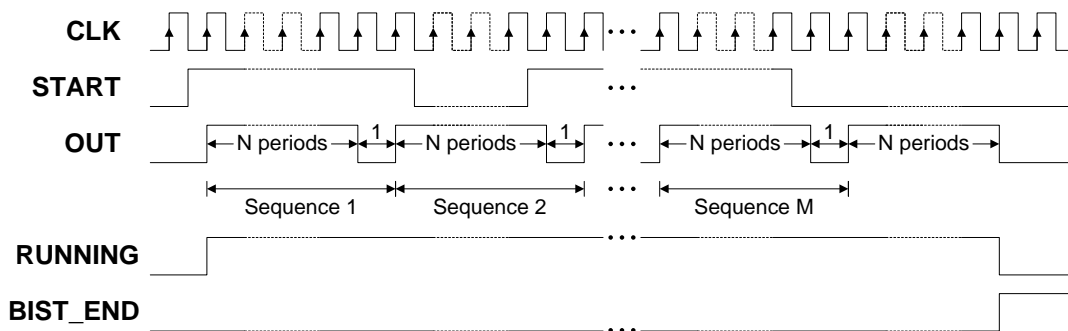 CLK
START
OUT
N periods 1 N periods 1 N periods 1 N periods
Sequence 1 Sequence 2 Sequence M
RUNNING
BIST_END